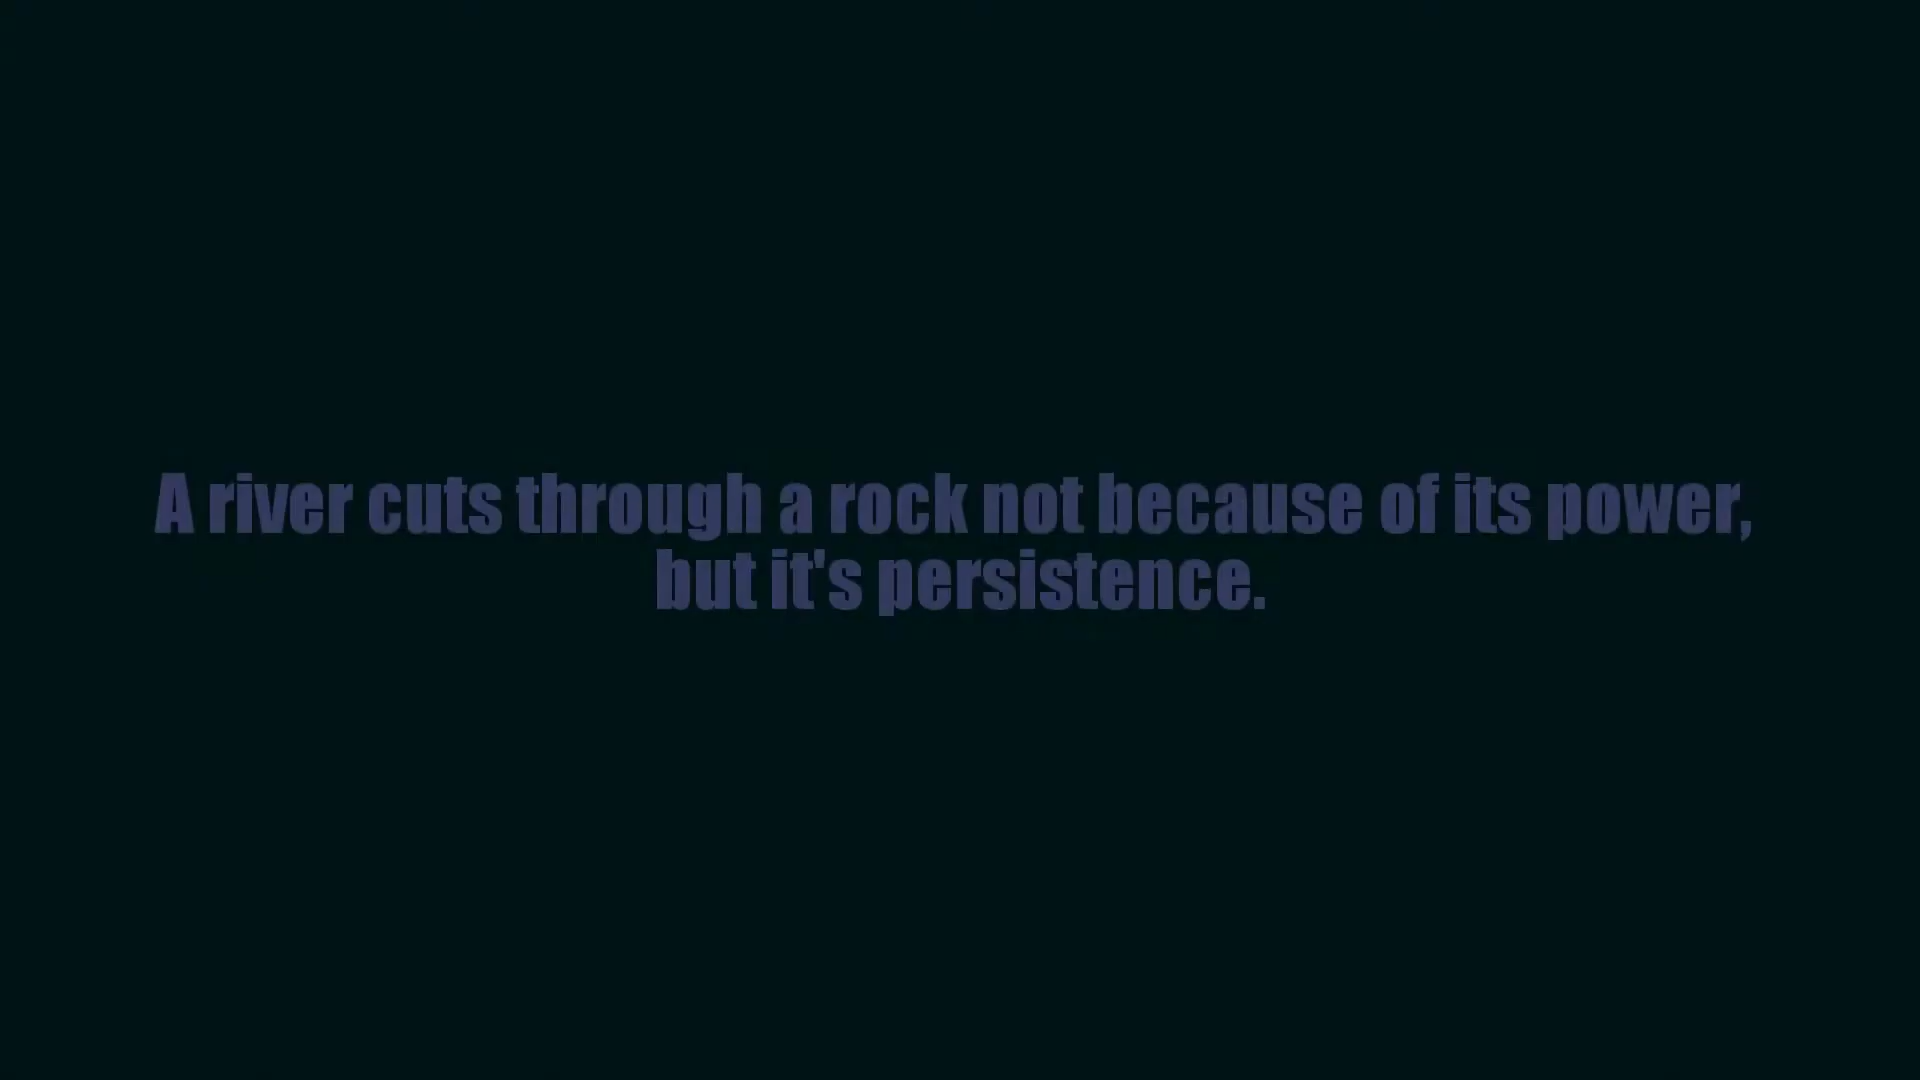 A river cuts through a rock not because of its power,
but it's persistence.